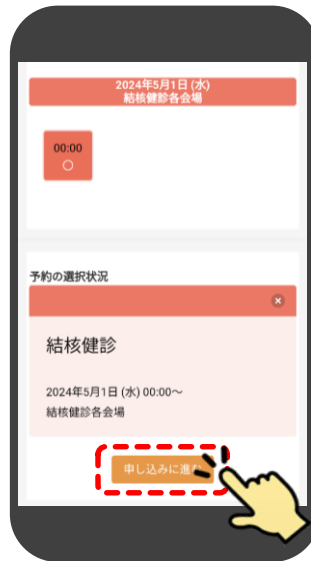 2024年5月1日 (水)
結核健診各会場
00:00
○
予約の選択状況
結核健診
2024年5月1日 (水) 00:00～
結核健診各会場
申し込みに進む